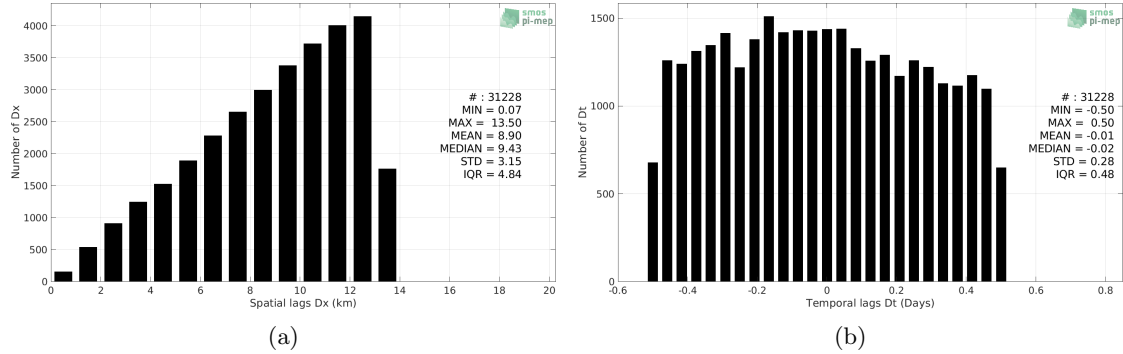 4000
3500
3000
2500
2000
1500
1000
500
0
Number of Dx
smos
pi-mep
# : 31228
MIN = 0.07
MAX = 13.50
MEAN = 8.90
MEDIAN = 9.43
STD = 3.15
IQR = 4.84
0 2 4 6 8 10 12 14 16 18 20
Spatial lags Dx (km)
(a)
1500
1000
500
0
Number of Dt
smos
pi-mep
# : 31228
MIN = -0.50
MAX = 0.50
MEAN = -0.01
MEDIAN = -0.02
STD = 0.28
IQR = 0.48
-0.6 -0.4 -0.2 0 0.2 0.4 0.6 0.8
Temporal lags Dt (Days)
(b)